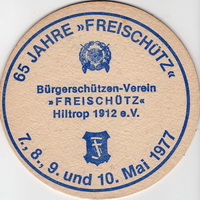 65 JAHRE »FREISCHÜTZ«
Bürgerschützen-Verein
»FREISCHÜTZ«
Hiltrop 1912 e.V.
F
7., 8., 9. und 10. Mai 1977